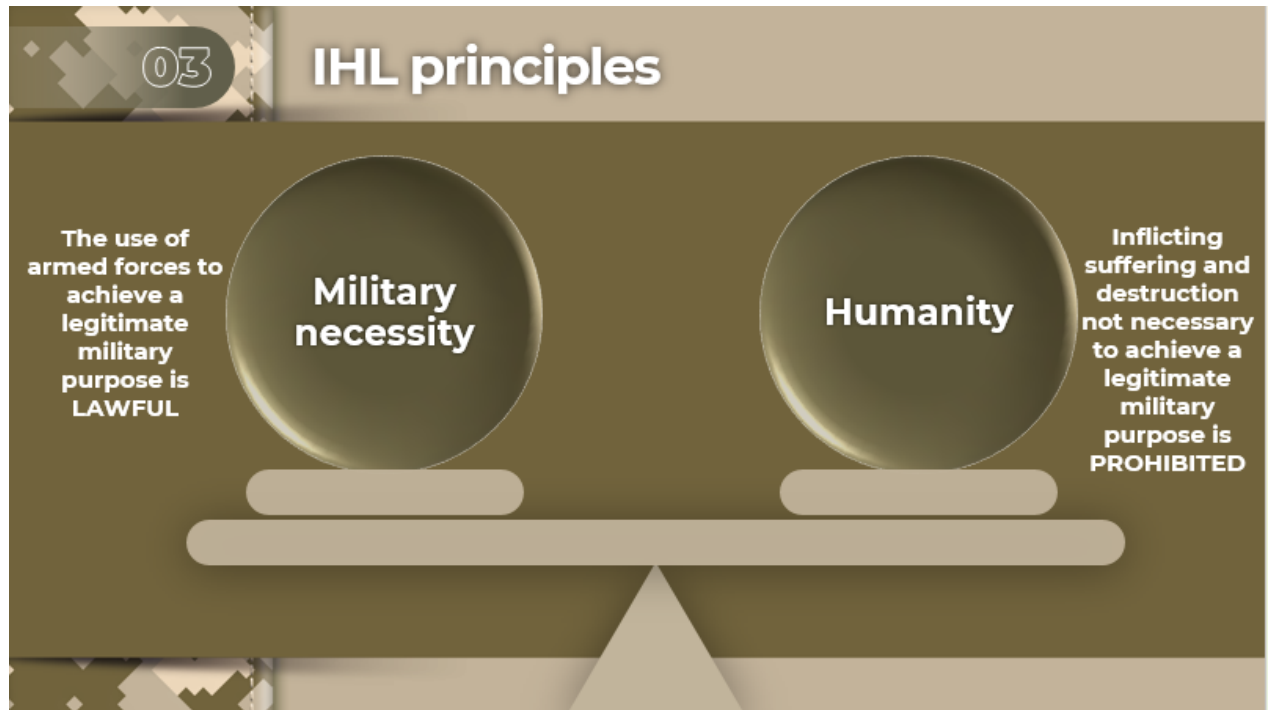 03
IHL principles
The use of
armed forces to
achieve a
legitimate
military
purpose is
LAWFUL
Military
necessity
Humanity
Inflicting
suffering and
destruction
not necessary
to achieve a
legitimate
military
purpose is
PROHIBITED